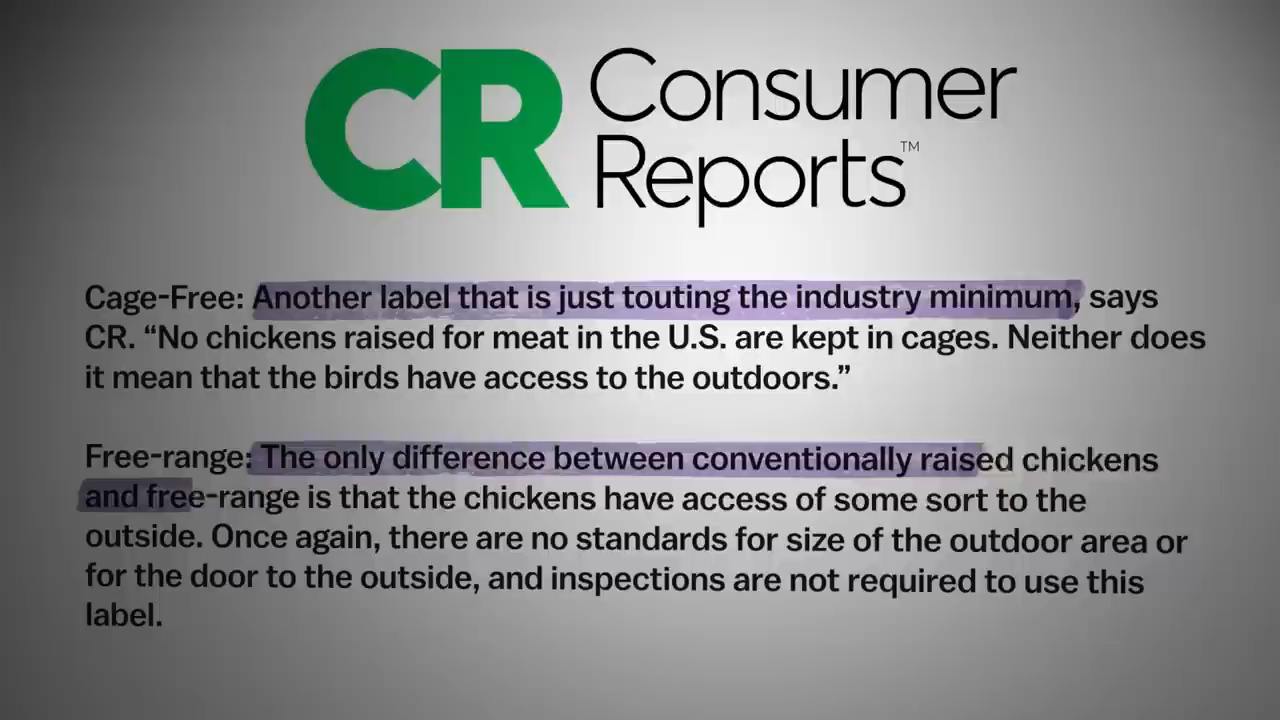 CR Consumer
Reports™
Cage-Free: Another label that is just touting the industry minimum, says
CR. “No chickens raised for meat in the U.S. are kept in cages. Neither does
it mean that the birds have access to the outdoors.”
Free-range: The only difference between conventionally raised chickens
and free-range is that the chickens have access of some sort to the
outside. Once again, there are no standards for size of the outdoor area or
for the door to the outside, and inspections are not required to use this
label.